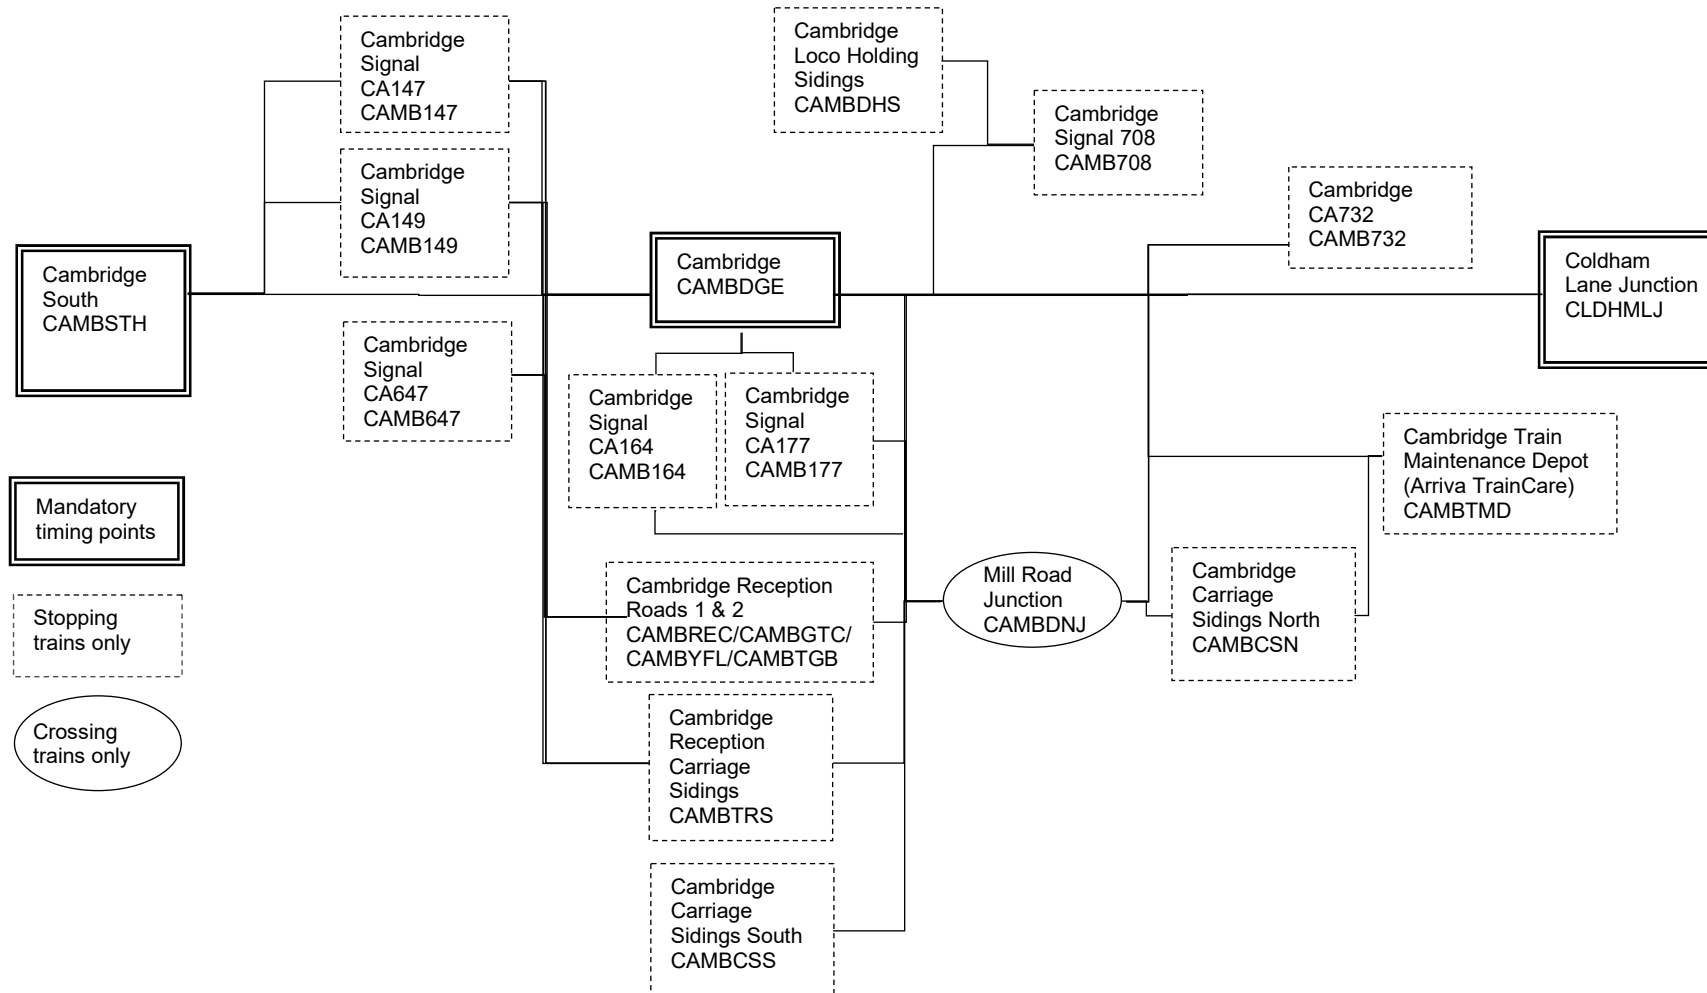 Cambridge
Signal
CA147
CAMB147
Cambridge
Loco Holding
Sidings
CAMBDHS
Cambridge
Signal 708
CAMB708
Cambridge
Signal
CA149
CAMB149
Cambridge
CA732
CAMB732
Cambridge
South
CAMBSTH
Cambridge
CAMBDGE
Coldham
Lane Junction
CLDHMLJ
Cambridge
Signal
CA647
CAMB647
Cambridge
Signal
CA164
CAMB164
Cambridge
Signal
CA177
CAMB177
Cambridge Train
Maintenance Depot
(Arriva TrainCare)
CAMBTMD
Mandatory
timing points
Cambridge Reception
Roads 1 & 2
CAMBREC/CAMBGTC/
CAMBYFL/CAMBTGB
Mill Road
Junction
CAMBDNJ
Cambridge
Carriage
Sidings North
CAMBCSN
Stopping
trains only
Cambridge
Reception
Carriage
Sidings
CAMBTRS
Crossing
trains only
Cambridge
Carriage
Sidings South
CAMBCSS